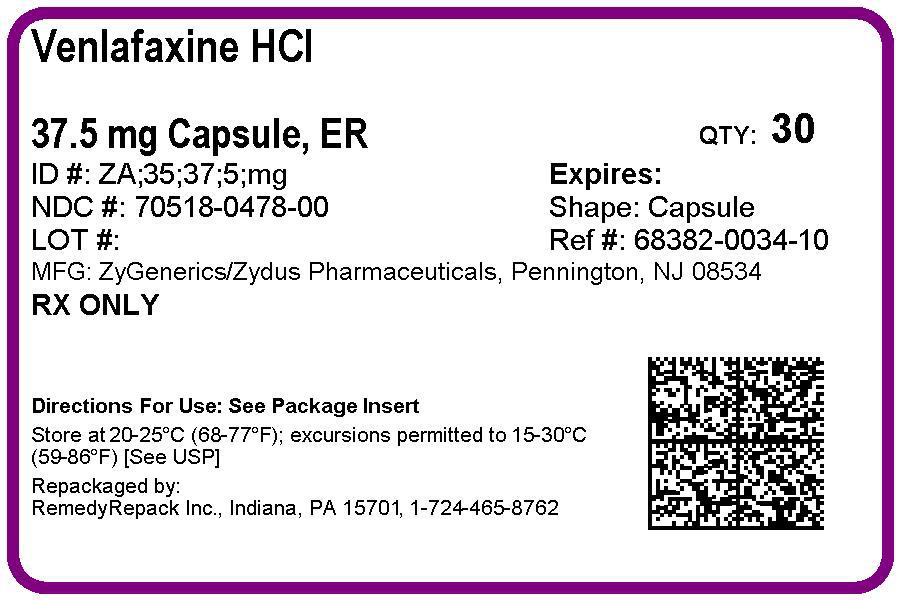 Venlafaxine HCl
37.5 mg Capsule, ER
QTY: 30
ID #: ZA;35;37;5;mg
Expires:
NDC #: 70518-0478-00
Shape: Capsule
LOT #:
Ref #: 68382-0034-10
MFG: ZyGenerics/Zydus Pharmaceuticals, Pennington, NJ 08534
RX ONLY
Directions For Use: See Package Insert
Store at 20-25°C (68-77°F); excursions permitted to 15-30°C
(59-86°F) [See USP]
Repackaged by:
RemedyRepack Inc., Indiana, PA 15701, 1-724-465-8762